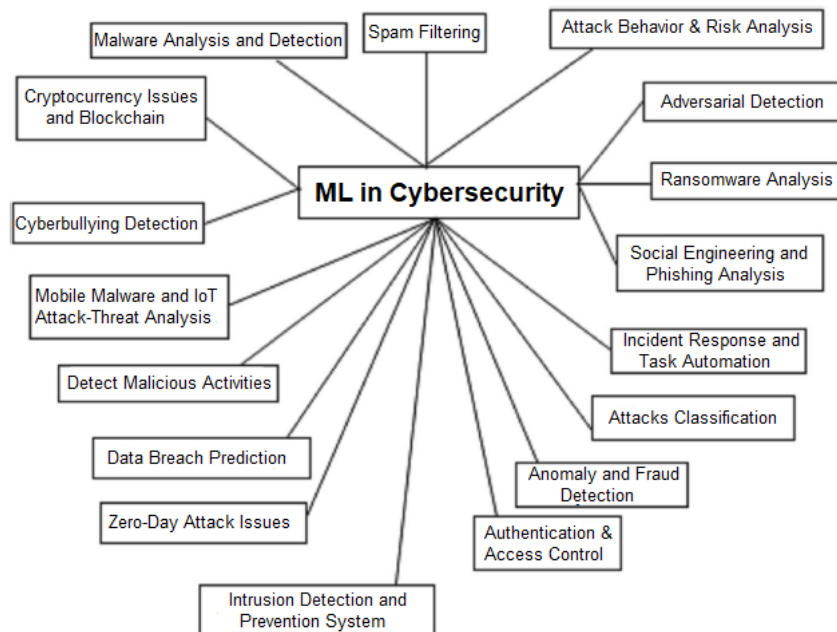 Malware Analysis and Detection
Spam Filtering
Attack Behavior & Risk Analysis
Cryptocurrency Issues
and Blockchain
Adversarial Detection
ML in Cybersecurity
Ransomware Analysis
Cyberbullying Detection
Social Engineering and
Phishing Analysis
Mobile Malware and IoT
Attack-Threat Analysis
Incident Response and
Task Automation
Detect Malicious Activities
Attacks Classification
Data Breach Prediction
Anomaly and Fraud
Detection
Zero-Day Attack Issues
Authentication &
Access Control
Intrusion Detection and
Prevention System